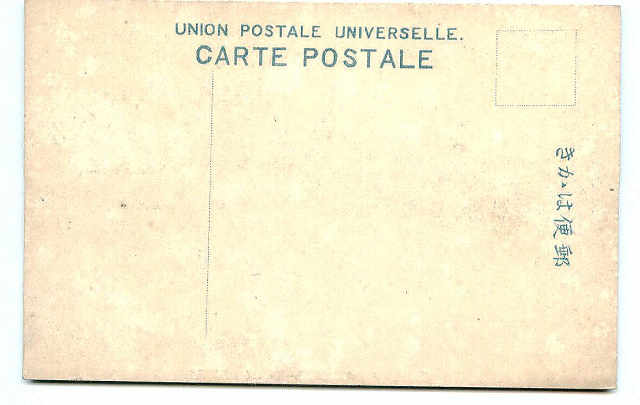 UNION POSTALE UNIVERSELLE.
CARTE POSTALE
郵便はかき